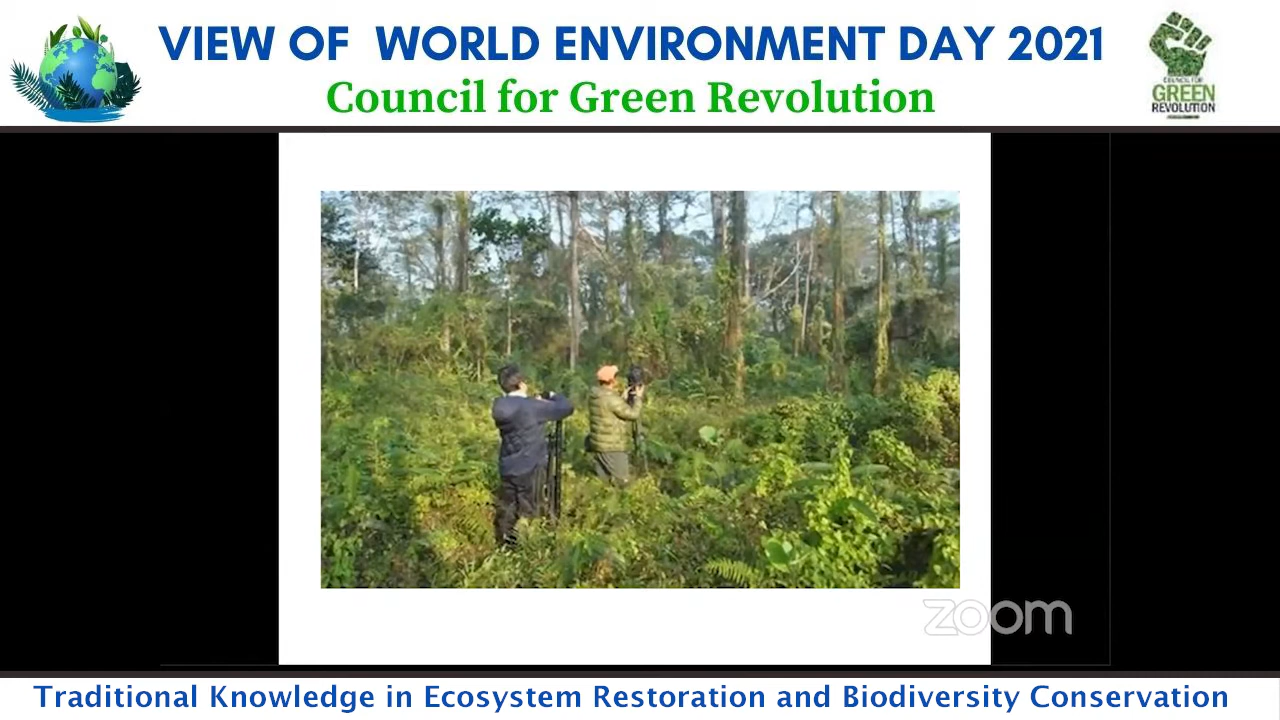 VIEW OF WORLD ENVIRONMENT DAY 2021
Council for Green Revolution
COUNCIL FOR
GREEN
REVOLUTION
zoom
Traditional Knowledge in Ecosystem Restoration and Biodiversity Conservation